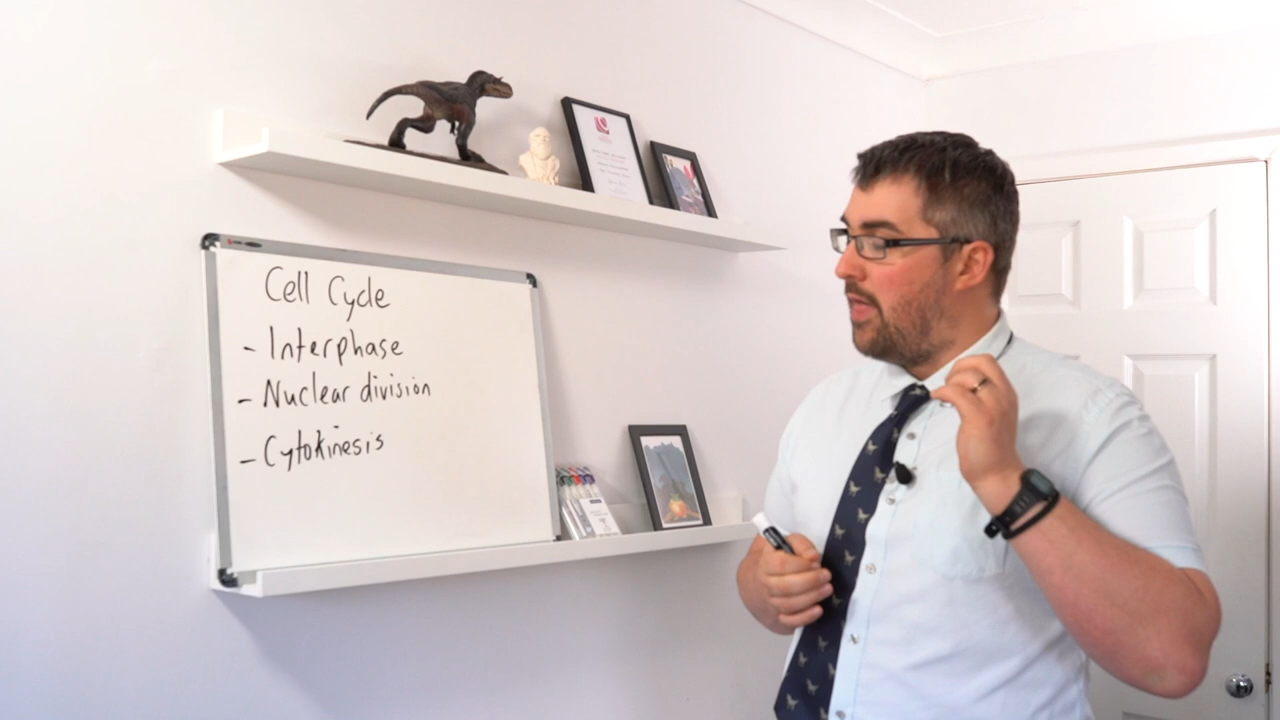 Cell Cycle
- Interphase
- Nuclear division
- Cytokinesis